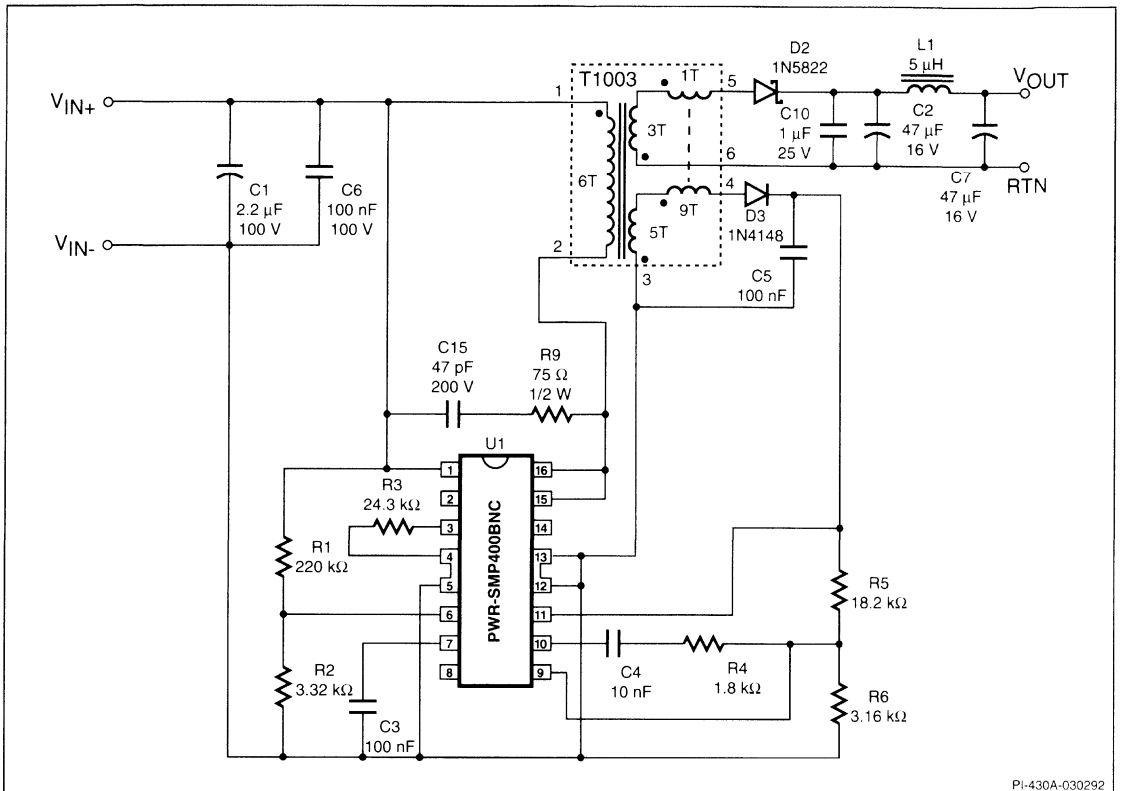 D2
1N5822
L1
5 µH
VOUT
T1003
1T
5
1
VIN+
3T
C10
1 µF
25 V
C2
47 µF
16 V
6
RTN
C7
47 µF
16 V
6T
4
9T
D3
1N4148
5T
C1
2.2 µF
100 V
C6
100 nF
100 V
VIN-
2
3
C5
100 nF
C15
47 pF
200 V
R9
75 Ω
1/2 W
U1
1
16
2
15
R3
24.3 kΩ
3
14
4
13
5
12
6
11
7
10
8
9
PWR-SMP400BNC
R1
220 kΩ
R5
18.2 kΩ
R2
3.32 kΩ
C3
100 nF
C4
10 nF
R4
1.8 kΩ
R6
3.16 kΩ
PI-430A-030292